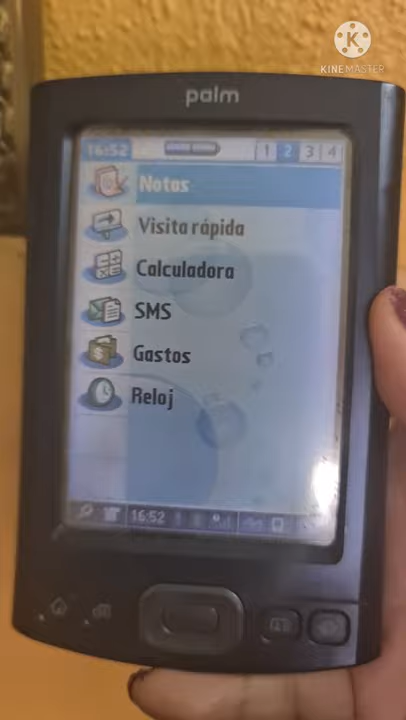 KINEMASTER
palm
16:52
1 2 3 4
Notas
Visita rápida
Calculadora
SMS
Gastos
Reloj
16:52